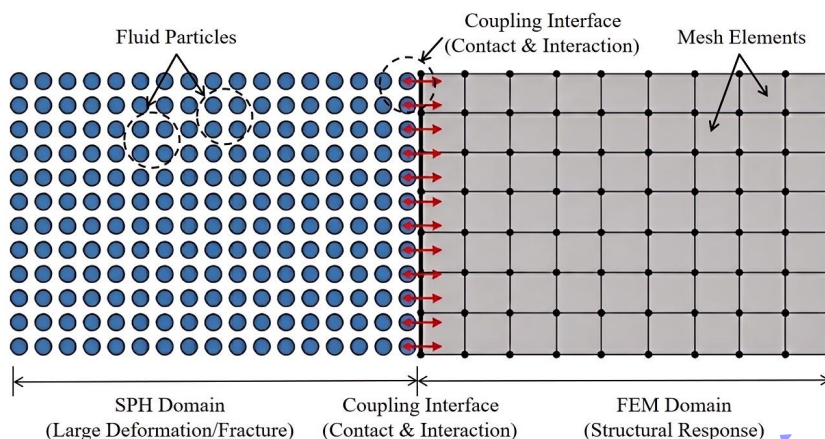 Fluid Particles
Coupling Interface
(Contact & Interaction)
Mesh Elements
SPH Domain
(Large Deformation/Fracture)
Coupling Interface
(Contact & Interaction)
FEM Domain
(Structural Response)